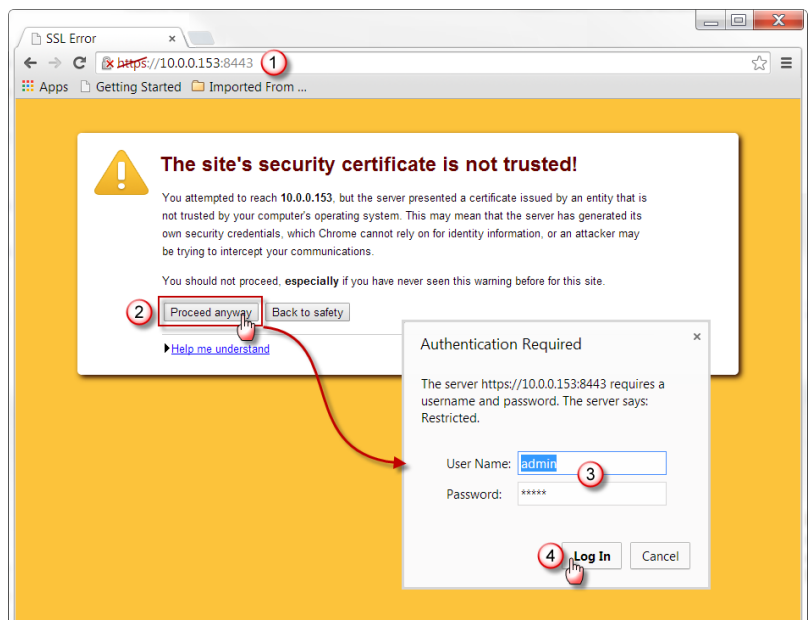 SSL Error
https://10.0.0.153:8443
1
Apps Getting Started Imported From ...
The site's security certificate is not trusted!
You attempted to reach 10.0.0.153, but the server presented a certificate issued by an entity that is
not trusted by your computer's operating system. This may mean that the server has generated its
own security credentials, which Chrome cannot rely on for identity information, or an attacker may
be trying to intercept your communications.
You should not proceed, especially if you have never seen this warning before for this site.
2
Proceed anyway Back to safety
Help me understand
Authentication Required
The server https://10.0.0.153:8443 requires a
username and password. The server says:
Restricted.
User Name: admin
3
Password: *****
4
Log In Cancel